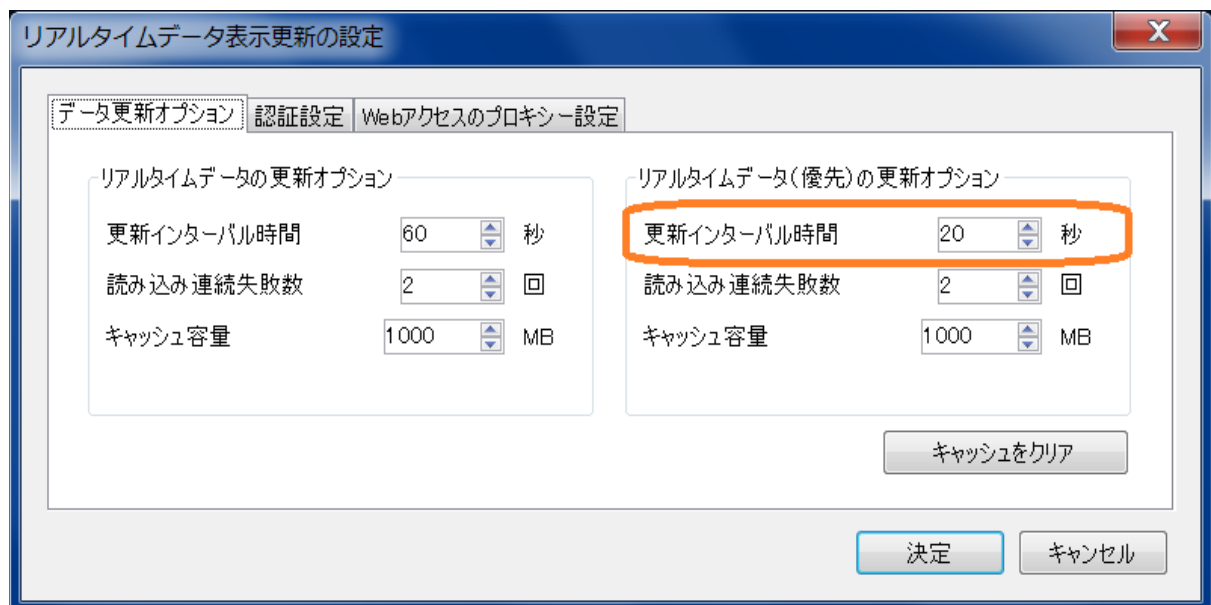 リアルタイムデータ表示更新の設定
X
データ更新オプション 認証設定 Webアクセスのプロキシー設定
リアルタイムデータの更新オプション
更新インターバル時間 60 秒
読み込み連続失敗数 2 回
キャッシュ容量 1000 MB
リアルタイムデータ(優先)の更新オプション
更新インターバル時間 20 秒
読み込み連続失敗数 2 回
キャッシュ容量 1000 MB
キャッシュをクリア
決定 キャンセル